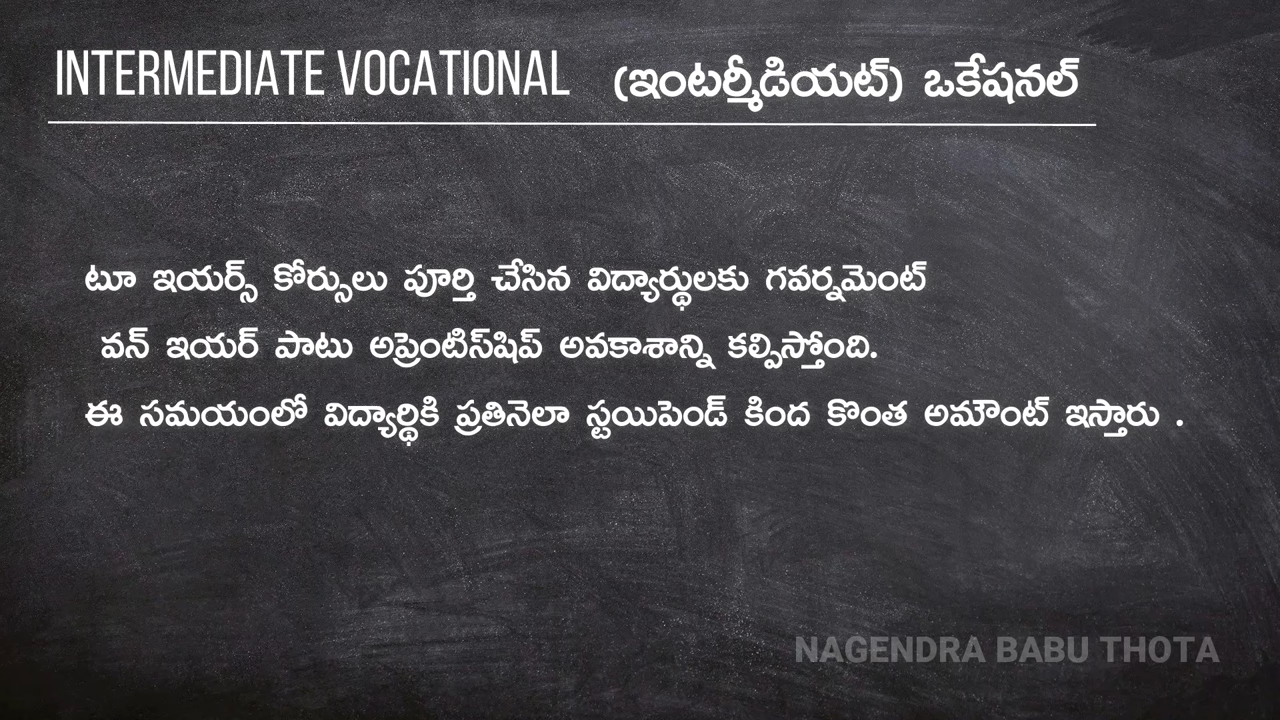 INTERMEDIATE VOCATIONAL (ఇంటర్మీడియట్) ఒకేషనల్
టూ ఇయర్స్ కోర్సులు పూర్తి చేసిన విద్యార్థులకు గవర్నమెంట్
వన్ ఇయర్ పాటు అప్రెంటిస్‌షిప్ అవకాశాన్ని కల్పిస్తోంది.
ఈ సమయంలో విద్యార్థికి ప్రతినెలా స్టయిపెండ్ కింద కొంత అమౌంట్ ఇస్తారు .
NAGENDRA BABU THOTA